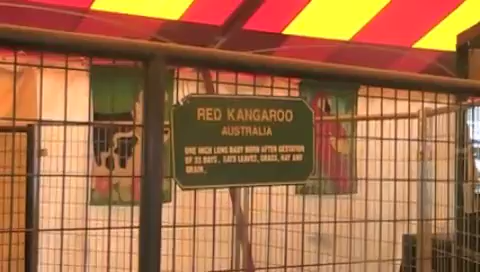 RED KANGAROO
AUSTRALIA
ONE INCH LONG BABY BORN AFTER GESTATION
OF 33 DAYS, EATS LEAVES, GRASS, HAY AND
GRAIN.